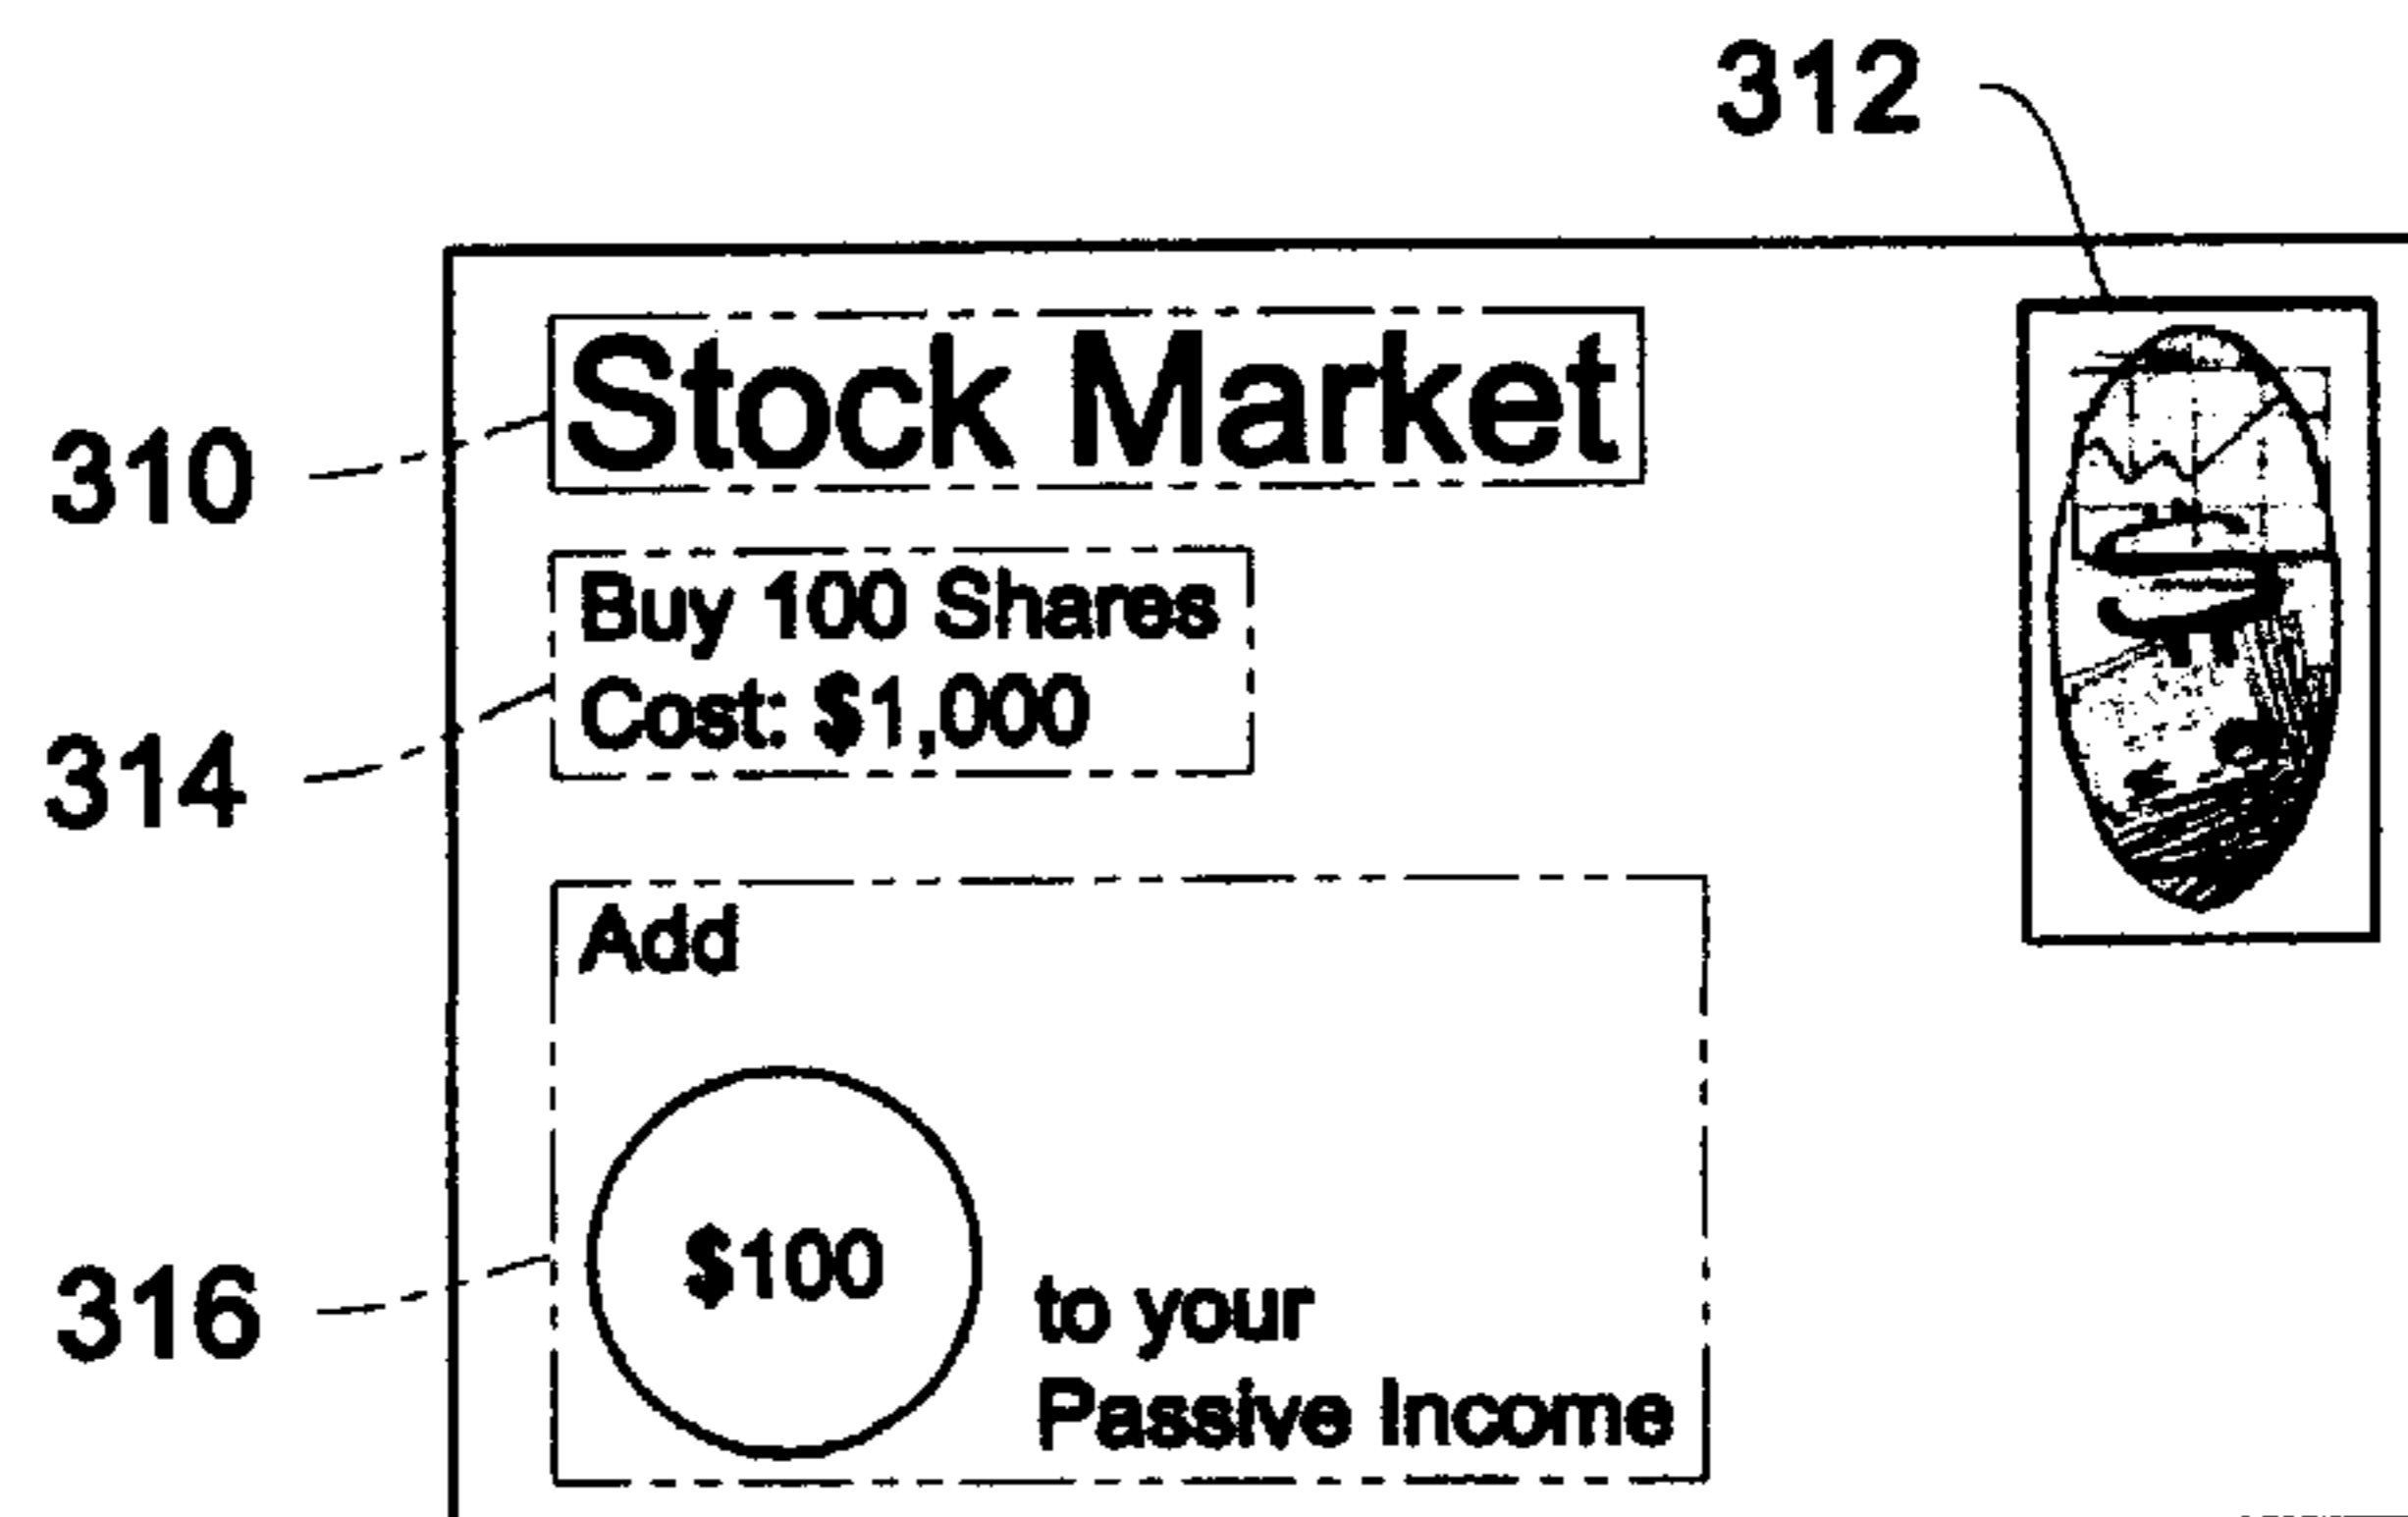 312
310
Stock Market
314
Buy 100 Shares
Cost: $1,000
Add
316
$100
to your
Passive Income